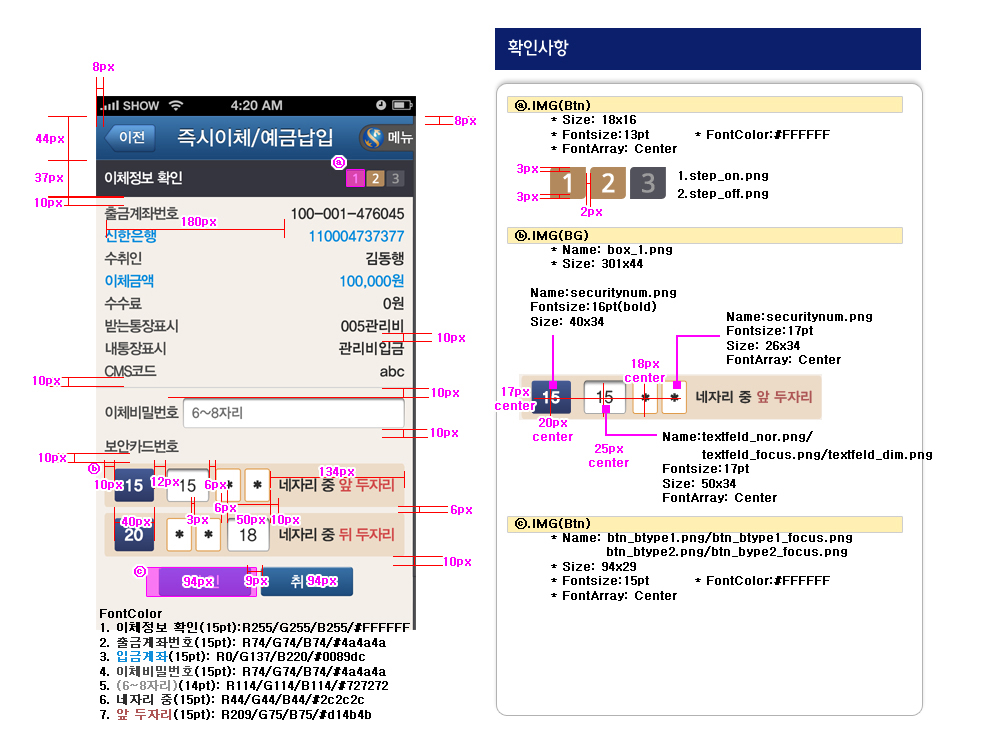 8px
SHOW 4:20 AM
8px
44px
이전 즉시이체/예금납입 메뉴
ⓐ
37px
이체정보 확인 1 2 3
10px
출금계좌번호 100-001-476045
180px
신한은행 110004737377
수취인 김동행
이체금액 100,000원
수수료 0원
받는통장표시 005관리비
10px
내통장표시 관리비입금
CMS코드 abc
10px
10px
이체비밀번호 6~8자리
10px
보안카드번호
10px
ⓑ
134px
10px 15 12px 15 6px * * 네자리 중 앞 두자리
6px
40px 3px 50px 10px
6px
20 * * 18 네자리 중 뒤 두자리
10px
ⓒ
94px 9px 취 94px
FontColor
1. 이체정보 확인(15pt):R255/G255/B255/#FFFFFF
2. 출금계좌번호(15pt): R74/G74/B74/#4a4a4a
3. 입금계좌(15pt): R0/G137/B220/#0089dc
4. 이체비밀번호(15pt): R74/G74/B74/#4a4a4a
5. (6~8자리)(14pt): R114/G114/B114/#727272
6. 네자리 중(15pt): R44/G44/B44/#2c2c2c
7. 앞 두자리(15pt): R209/G75/B75/#d14b4b
확인사항
ⓐ.IMG(Btn)
* Size: 18x16
* Fontsize:13pt * FontColor:#FFFFFF
* FontArray: Center
3px
1 2 3
1.step_on.png
3px
2.step_off.png
2px
ⓑ.IMG(BG)
* Name: box_1.png
* Size: 301x44
Name:securitynum.png
Fontsize:16pt(bold)
Size: 40x34
Name:securitynum.png
Fontsize:17pt
Size: 26x34
FontArray: Center
18px
center
17px
center
15 15 * * 네자리 중 앞 두자리
20px
center
25px
center
Name:textfeld_nor.png/
textfeld_focus.png/textfeld_dim.png
Fontsize:17pt
Size: 50x34
FontArray: Center
ⓒ.IMG(Btn)
* Name: btn_btype1.png/btn_btype1_focus.png
btn_btype2.png/btn_bype2_focus.png
* Size: 94x29
* Fontsize:15pt * FontColor:#FFFFFF
* FontArray: Center